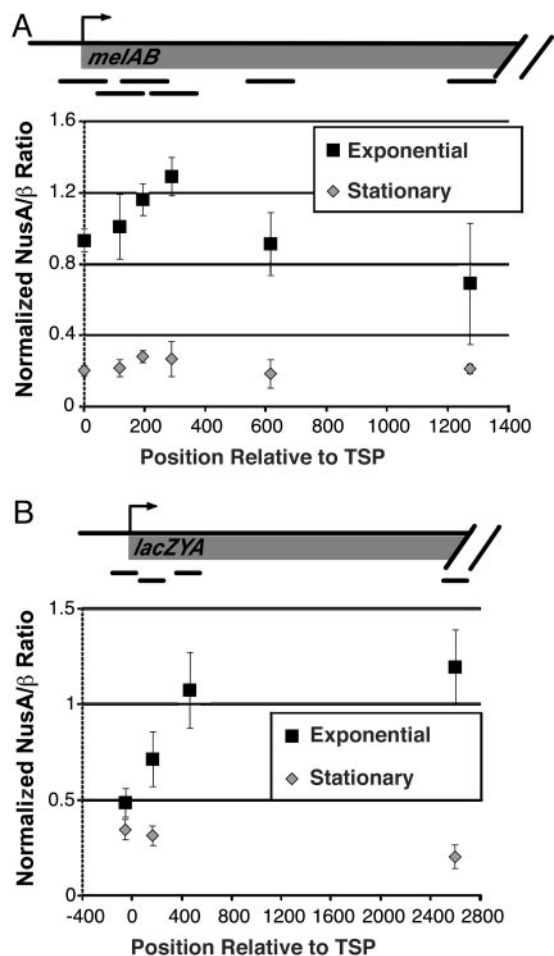 A
melAB
Normalized NusA/β Ratio
1.6
1.2
0.8
0.4
0
Exponential
Stationary
0 200 400 600 800 1000 1200 1400
Position Relative to TSP
B
lacZYA
Normalized NusA/β Ratio
1.5
1
0.5
0
Exponential
Stationary
-400 0 400 800 1200 1600 2000 2400 2800
Position Relative to TSP